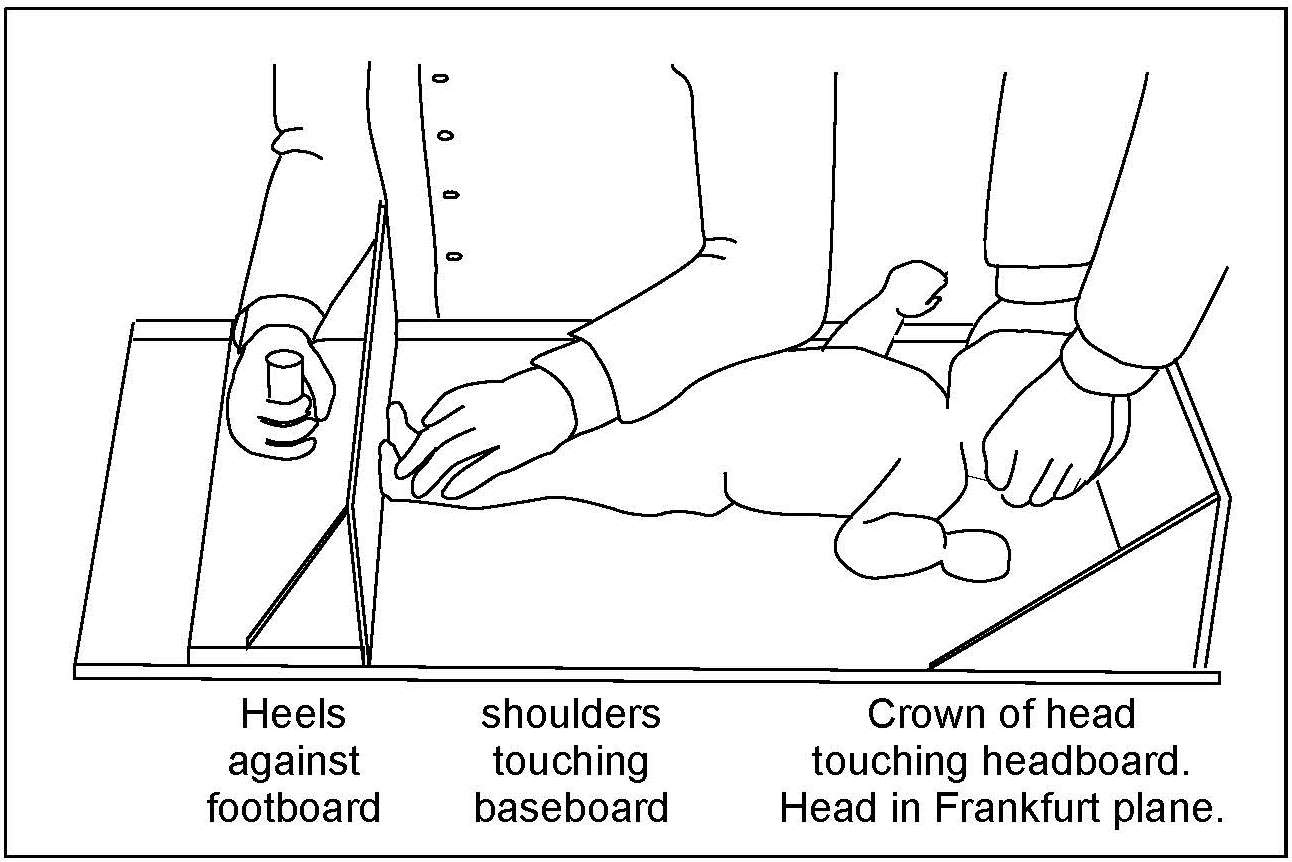 Heels
against
footboard
shoulders
touching
baseboard
Crown of head
touching headboard.
Head in Frankfurt plane.